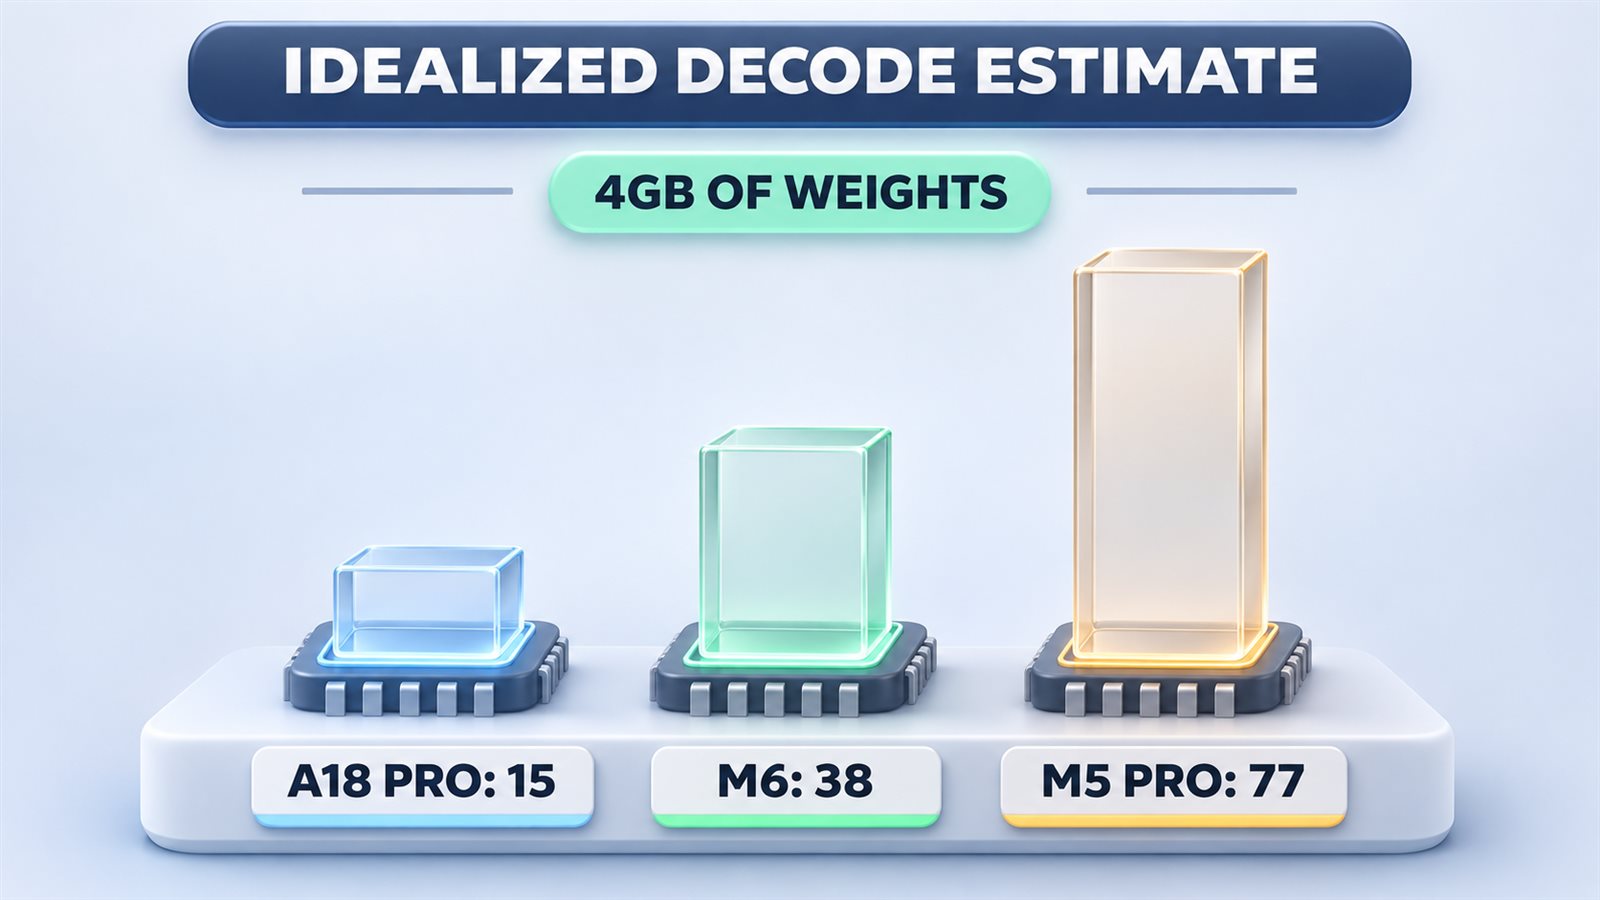 IDEALIZED DECODE ESTIMATE
4GB OF WEIGHTS
A18 PRO: 15
M6: 38
M5 PRO: 77